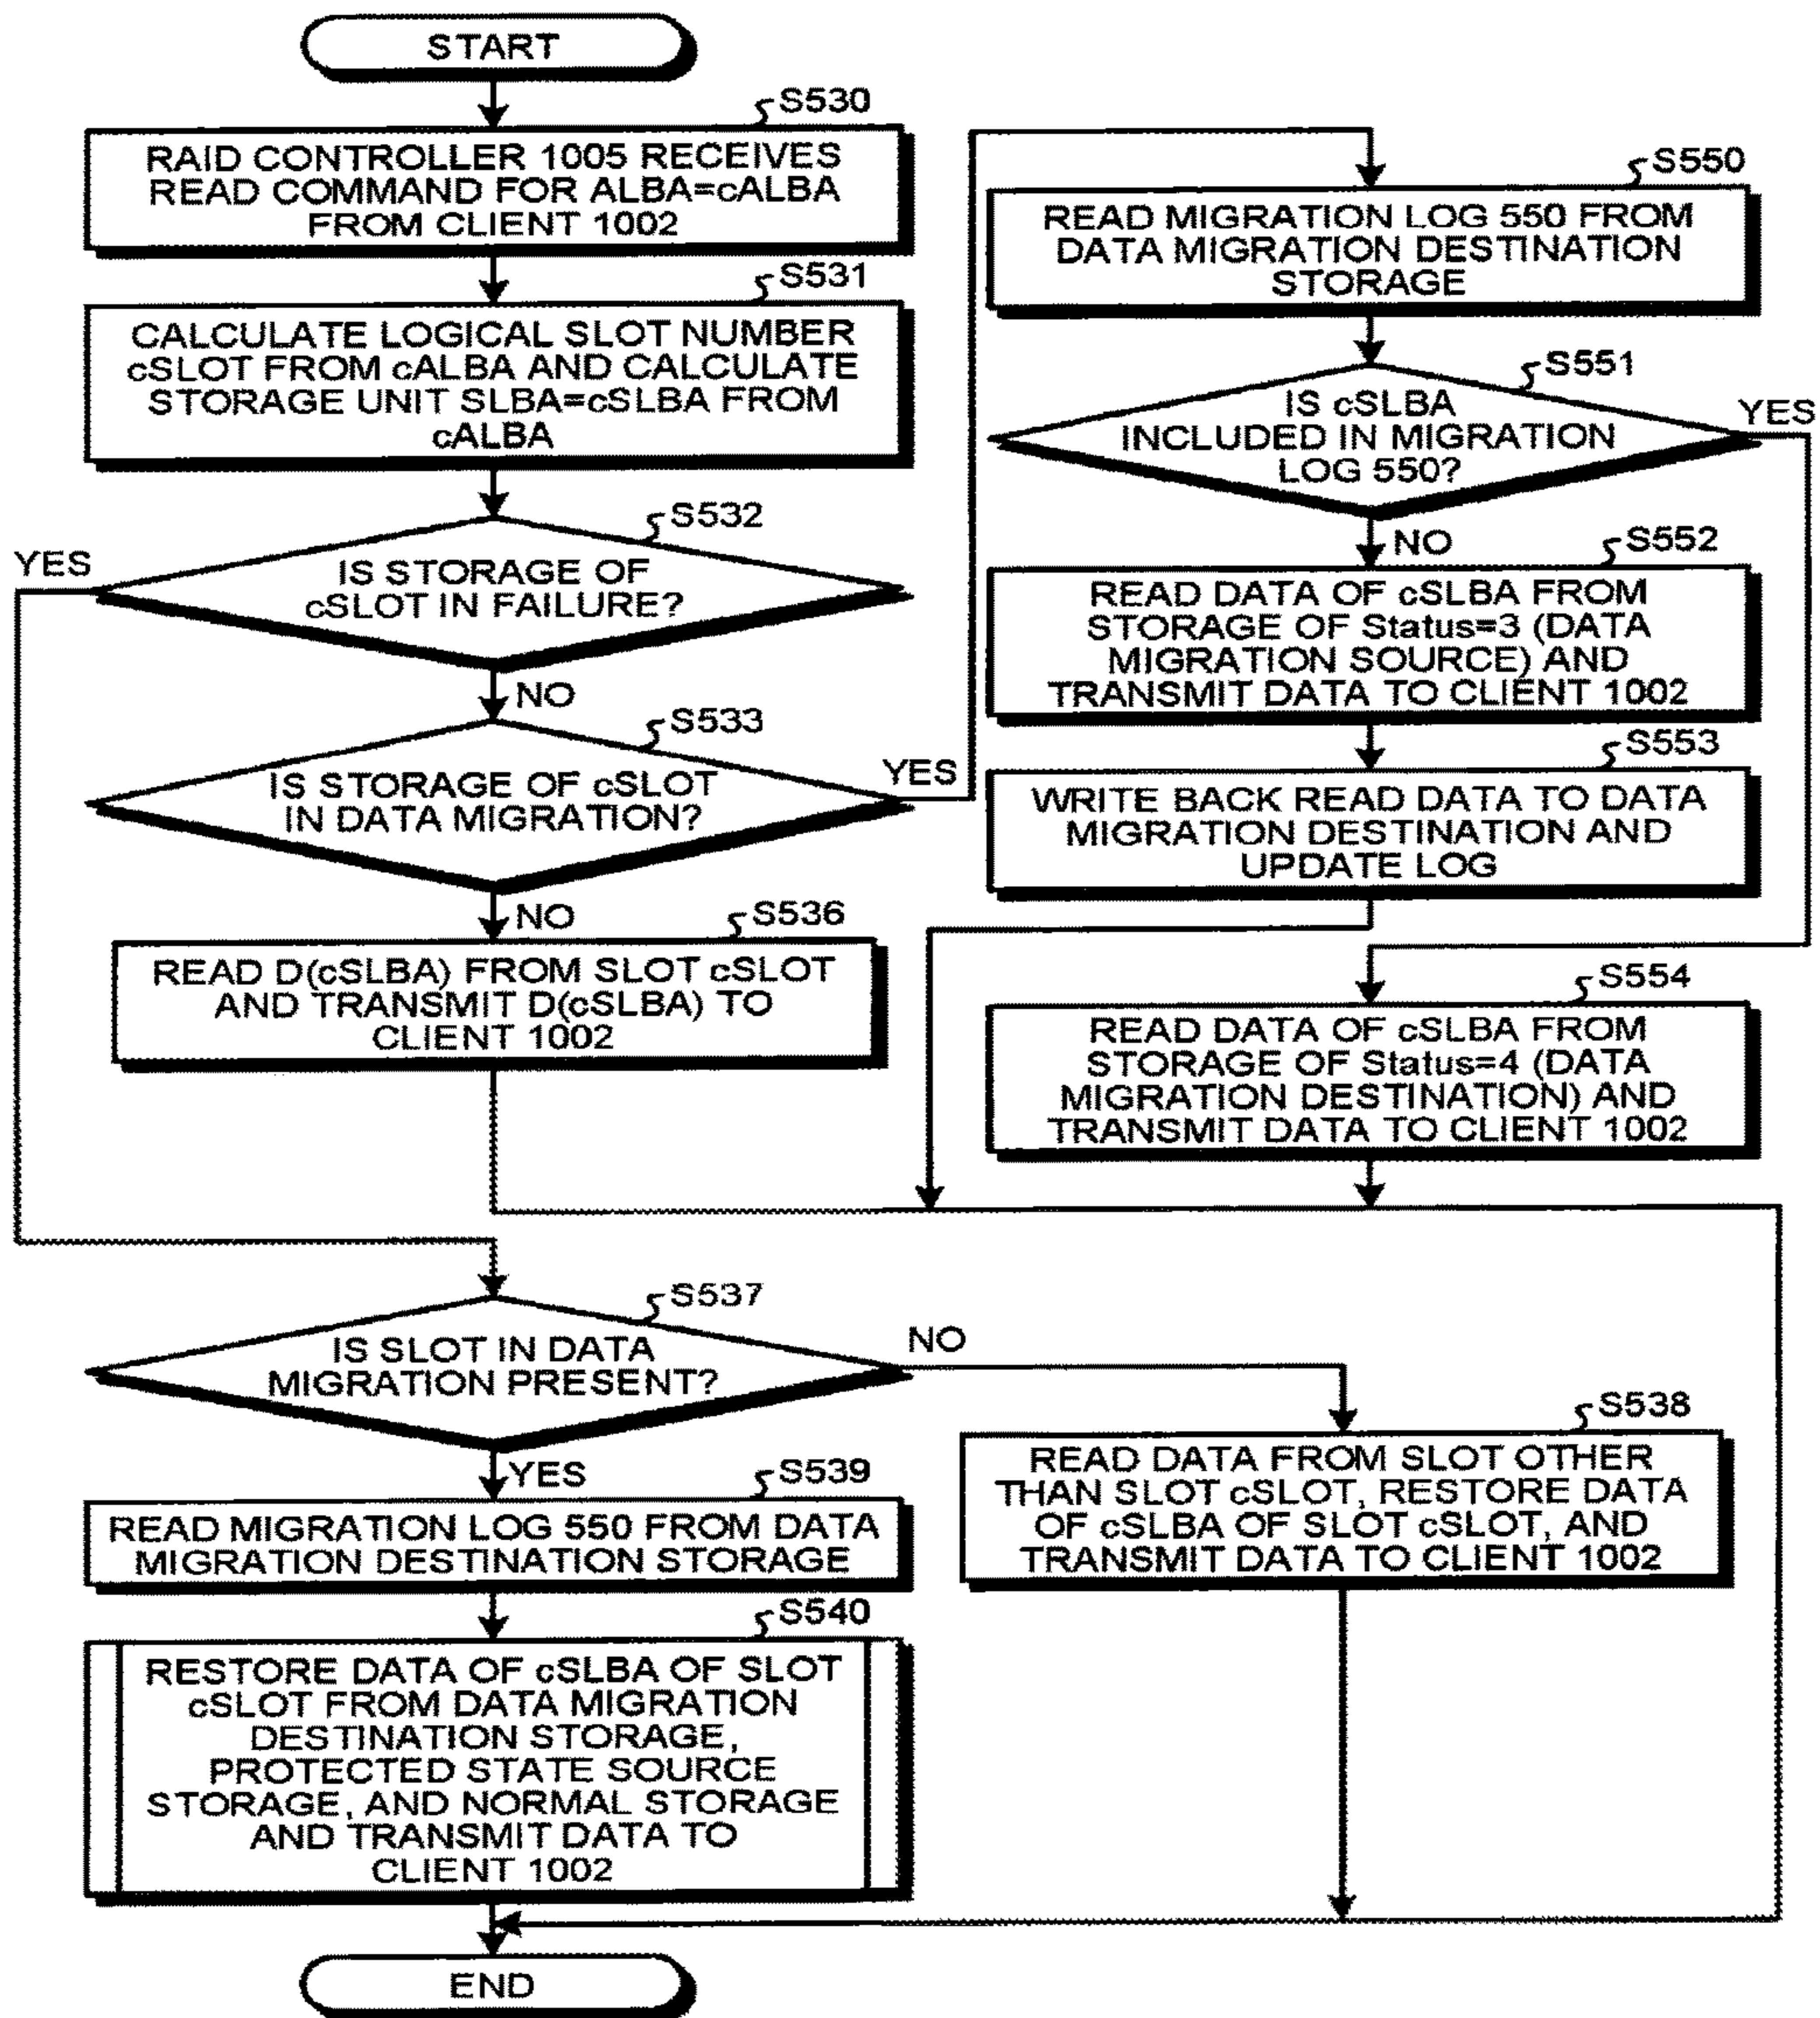 START
S530
RAID CONTROLLER 1005 RECEIVES
READ COMMAND FOR ALBA=cALBA
FROM CLIENT 1002
S531
CALCULATE LOGICAL SLOT NUMBER
cSLOT FROM cALBA AND CALCULATE
STORAGE UNIT SLBA=cSLBA FROM
cALBA
S532
YES
IS STORAGE OF
cSLOT IN FAILURE?
NO
S533
YES
IS STORAGE OF cSLOT
IN DATA MIGRATION?
NO
S536
READ D(cSLBA) FROM SLOT cSLOT
AND TRANSMIT D(cSLBA) TO
CLIENT 1002
S550
READ MIGRATION LOG 550 FROM
DATA MIGRATION DESTINATION
STORAGE
S551
IS cSLBA
INCLUDED IN MIGRATION
LOG 550?
YES
NO
S552
READ DATA OF cSLBA FROM
STORAGE OF Status=3 (DATA
MIGRATION SOURCE) AND
TRANSMIT DATA TO CLIENT 1002
S553
WRITE BACK READ DATA TO DATA
MIGRATION DESTINATION AND
UPDATE LOG
S554
READ DATA OF cSLBA FROM
STORAGE OF Status=4 (DATA
MIGRATION DESTINATION) AND
TRANSMIT DATA TO CLIENT 1002
S537
IS SLOT IN DATA
MIGRATION PRESENT?
NO
S538
READ DATA FROM SLOT OTHER
THAN SLOT cSLOT, RESTORE DATA
OF cSLBA OF SLOT cSLOT, AND
TRANSMIT DATA TO CLIENT 1002
YES
S539
READ MIGRATION LOG 550 FROM DATA
MIGRATION DESTINATION STORAGE
S540
RESTORE DATA OF cSLBA OF SLOT
cSLOT FROM DATA MIGRATION
DESTINATION STORAGE,
PROTECTED STATE SOURCE
STORAGE, AND NORMAL STORAGE
AND TRANSMIT DATA TO
CLIENT 1002
END